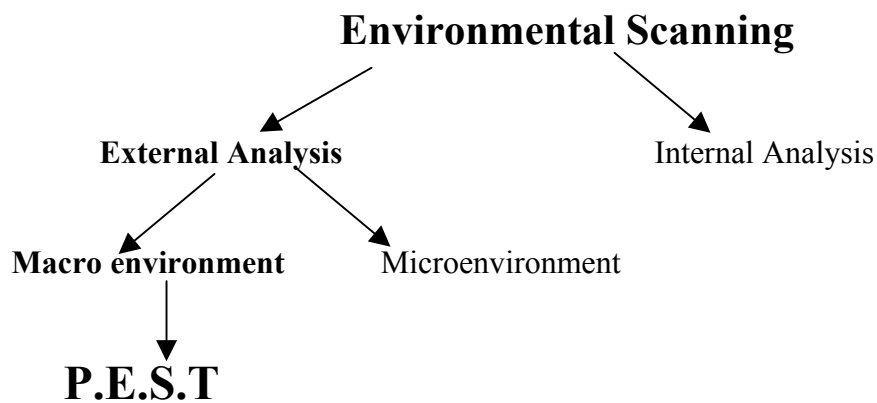 Environmental Scanning
External Analysis Internal Analysis
Macro environment Microenvironment
P.E.S.T